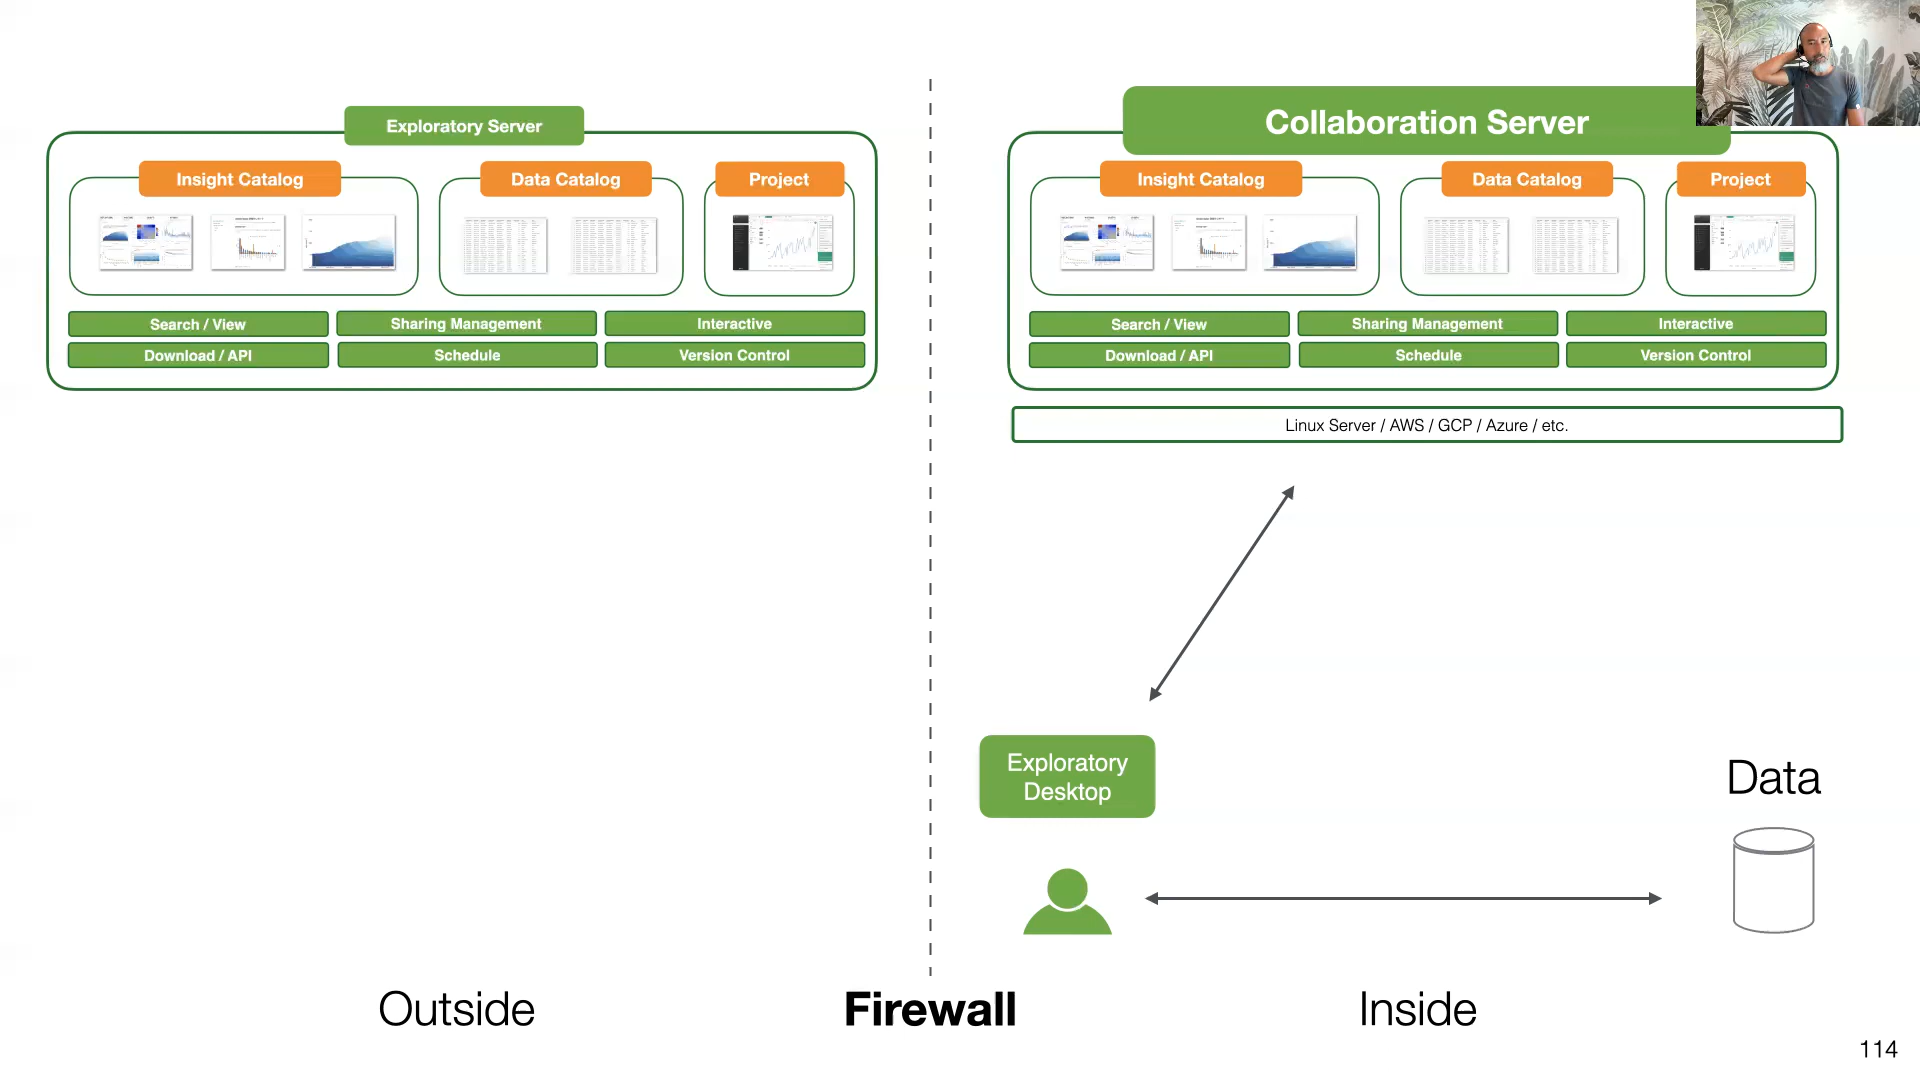 Exploratory Server
Insight Catalog
Data Catalog
Project
Search / View
Sharing Management
Interactive
Download / API
Schedule
Version Control
Collaboration Server
Insight Catalog
Data Catalog
Project
Search / View
Sharing Management
Interactive
Download / API
Schedule
Version Control
Linux Server / AWS / GCP / Azure / etc.
Exploratory
Desktop
Data
Outside
Firewall
Inside
114